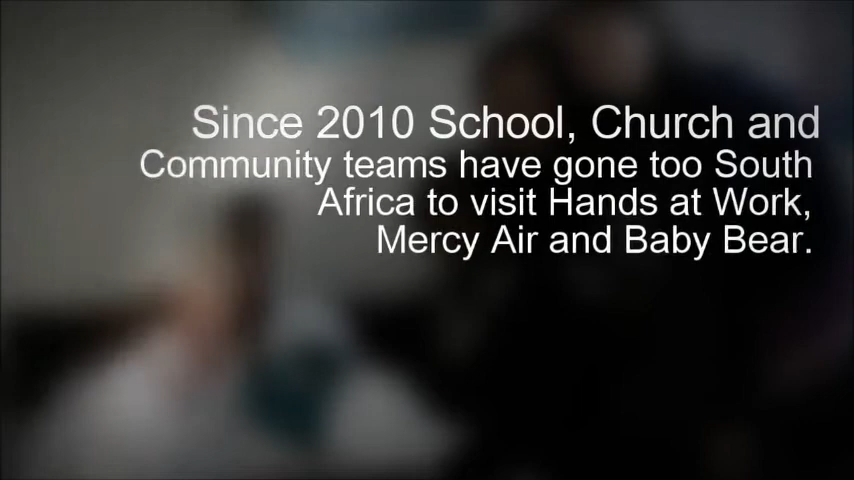 Since 2010 School, Church and
Community teams have gone too South
Africa to visit Hands at Work,
Mercy Air and Baby Bear.